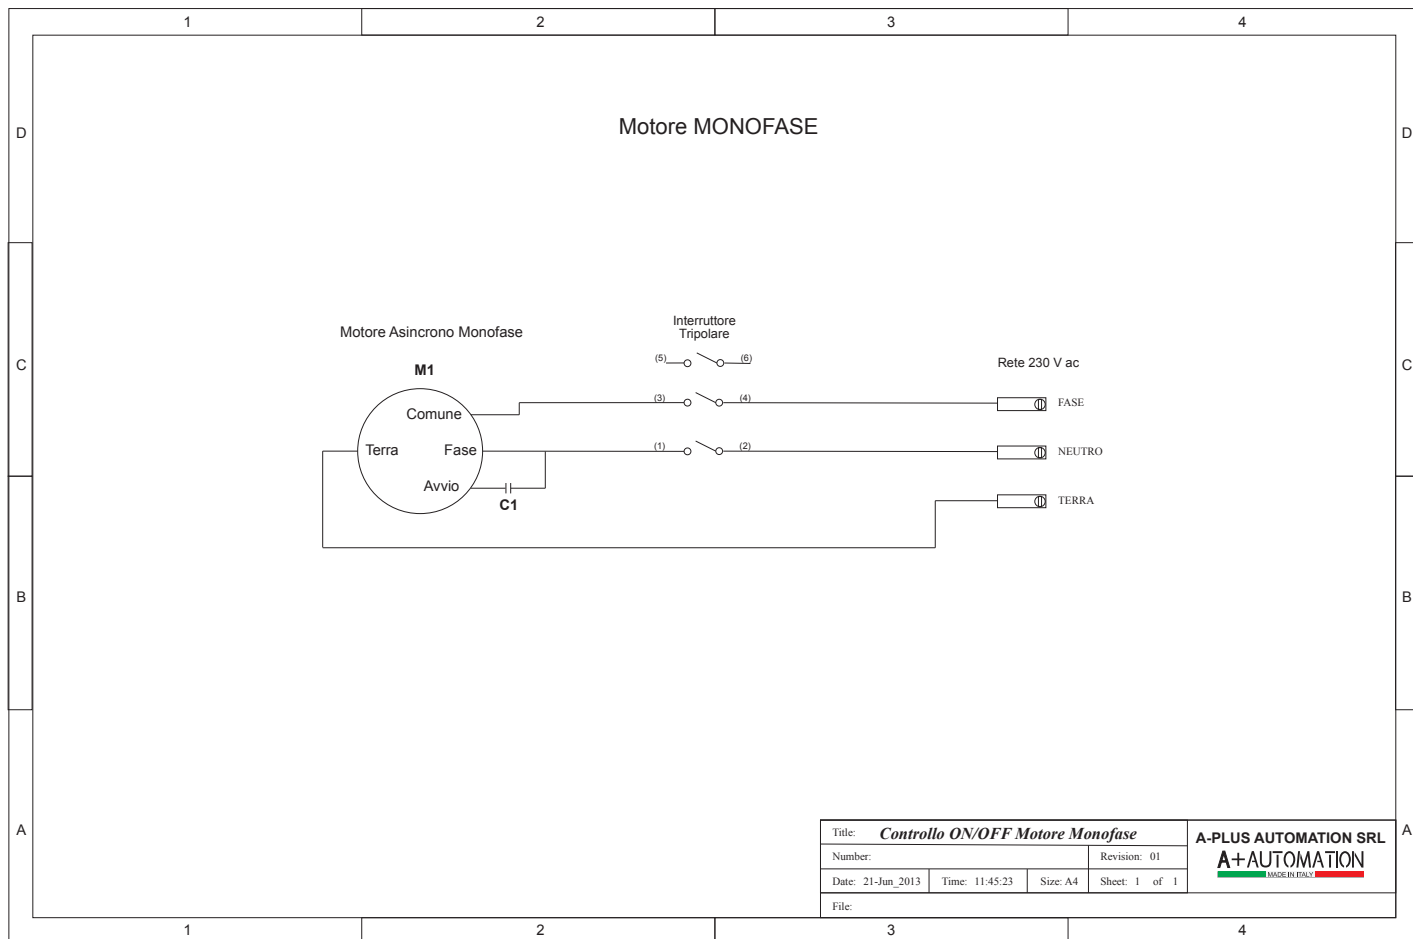 1 2 3 4
D D
Motore MONOFASE
Interruttore
Tripolare
Motore Asincrono Monofase
(5) (6)
C C
Rete 230 V ac
M1
(3) (4)
FASE
Comune
(1) (2)
Terra Fase
NEUTRO
Avvio
C1
TERRA
B B
A A
Title: Controllo ON/OFF Motore Monofase
Number: Revision: 01
Date: 21-Jun_2013 Time: 11:45:23 Size: A4 Sheet: 1 of 1
File:
A-PLUS AUTOMATION SRL
A+AUTOMATION
MADE IN ITALY
1 2 3 4